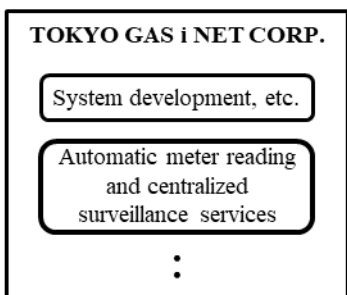 TOKYO GAS i NET CORP.
System development, etc.
Automatic meter reading
and centralized
surveillance services
: